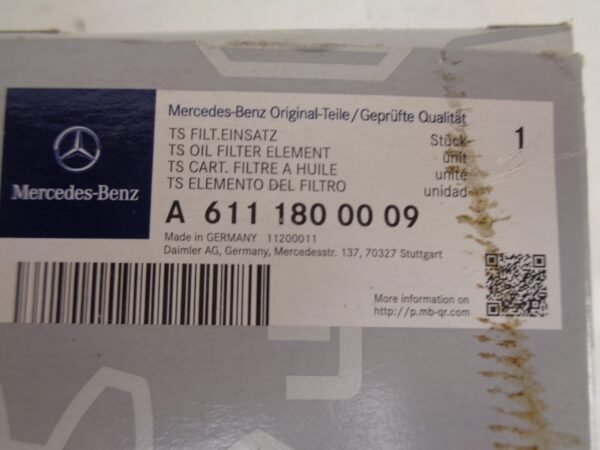 Mercedes-Benz
Mercedes-Benz Original-Teile/Geprüfte Qualität
TS FILT.EINSATZ
TS OIL FILTER ELEMENT
TS CART. FILTRE A HUILE
TS ELEMENTO DEL FILTRO
Stück-
unit
unité
unidad
1
A 611 180 00 09
Made in GERMANY 11200011
Daimler AG, Germany, Mercedesstr. 137, 70327 Stuttgart
More information on
http://p.mb-qr.com